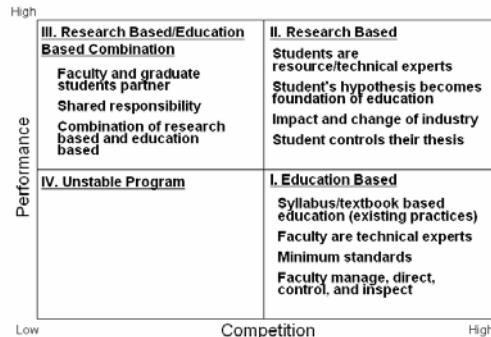 High
III. Research Based/Education
Based Combination
Faculty and graduate
students partner
Shared responsibility
Combination of research
based and education
based
II. Research Based
Students are
resource/technical experts
Student's hypothesis becomes
foundation of education
Impact and change of industry
Student controls their thesis
Performance
IV. Unstable Program
I. Education Based
Syllabus/textbook based
education (existing practices)
Faculty are technical experts
Minimum standards
Faculty manage, direct,
control, and inspect
Low
Competition
High